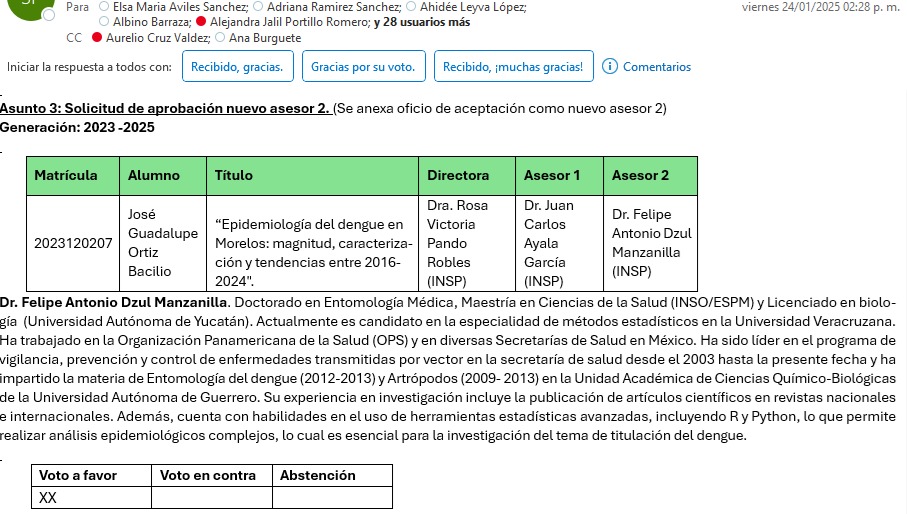 Para Elsa Maria Aviles Sanchez; Adriana Ramirez Sanchez; Ahidée Leyva López;
Albino Barraza; Alejandra Jalil Portillo Romero; y 28 usuarios más
viernes 24/01/2025 02:28 p. m.
CC Aurelio Cruz Valdez; Ana Burguete
Iniciar la respuesta a todos con: Recibido, gracias. Gracias por su voto. Recibido, ¡muchas gracias! Comentarios
Asunto 3: Solicitud de aprobación nuevo asesor 2. (Se anexa oficio de aceptación como nuevo asesor 2)
Generación: 2023 -2025
Matrícula Alumno Título Directora Asesor 1 Asesor 2
2023120207
José
Guadalupe
Ortiz
Bacilio
“Epidemiología del dengue en
Morelos: magnitud, caracteriza-
ción y tendencias entre 2016-
2024".
Dra. Rosa
Victoria
Pando
Robles
(INSP)
Dr. Juan
Carlos
Ayala
García
(INSP)
Dr. Felipe
Antonio Dzul
Manzanilla
(INSP)
Dr. Felipe Antonio Dzul Manzanilla. Doctorado en Entomología Médica, Maestría en Ciencias de la Salud (INSO/ESPM) y Licenciado en biolo-
gía (Universidad Autónoma de Yucatán). Actualmente es candidato en la especialidad de métodos estadísticos en la Universidad Veracruzana.
Ha trabajado en la Organización Panamericana de la Salud (OPS) y en diversas Secretarías de Salud en México. Ha sido líder en el programa de
vigilancia, prevención y control de enfermedades transmitidas por vector en la secretaría de salud desde el 2003 hasta la presente fecha y ha
impartido la materia de Entomología del dengue (2012-2013) y Artrópodos (2009- 2013) en la Unidad Académica de Ciencias Químico-Biológicas
de la Universidad Autónoma de Guerrero. Su experiencia en investigación incluye la publicación de artículos científicos en revistas nacionales
e internacionales. Además, cuenta con habilidades en el uso de herramientas estadísticas avanzadas, incluyendo R y Python, lo que permite
realizar análisis epidemiológicos complejos, lo cual es esencial para la investigación del tema de titulación del dengue.
Voto a favor Voto en contra Abstención
XX